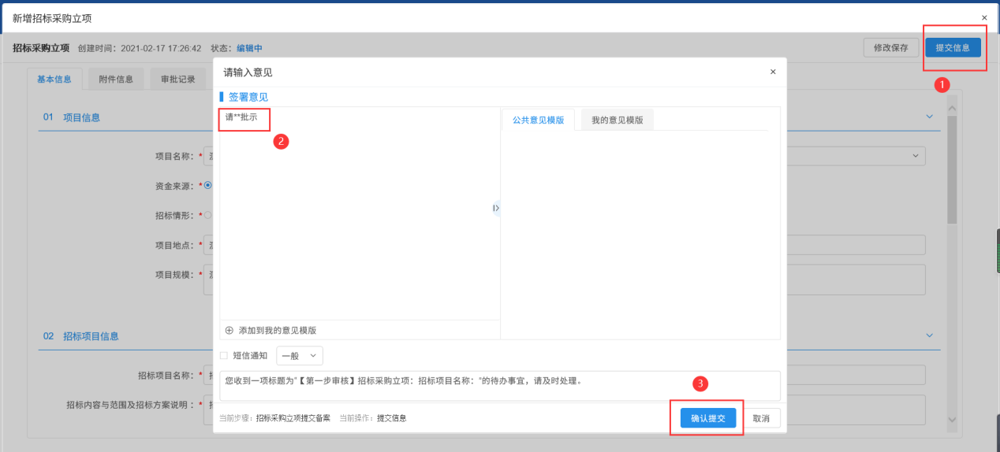 新增招标采购立项
招标采购立项 创建时间：2021-02-17 17:26:42 状态：编辑中 修改保存 提交信息
1
基本信息 附件信息 审批记录
01 项目信息
项目名称：*
资金来源：*
招标情形：*
项目地点：*
项目规模：*
02 招标项目信息
招标项目名称：*
招标内容与范围及招标方案说明：*
请输入意见
签署意见
请**批示
2
公共意见模版 我的意见模版
添加到我的意见模版
短信通知 一般
您收到一项标题为"【第一步审核】招标采购立项：招标项目名称："的待办事宜，请及时处理。
3
当前步骤：招标采购立项提交备案 当前操作：提交信息 确认提交 取消